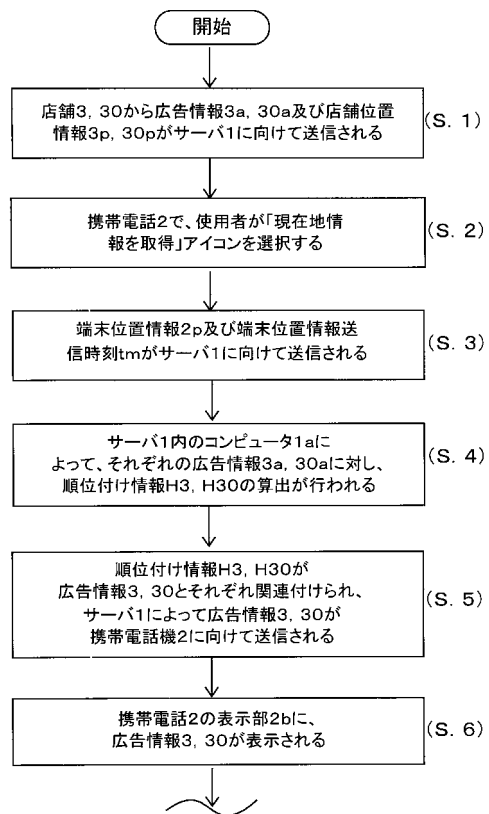 開始
店舗3, 30から広告情報3a, 30a及び店舗位置
情報3p, 30pがサーバ1に向けて送信される
(S. 1)
携帯電話2で、使用者が「現在地情
報を取得」アイコンを選択する
(S. 2)
端末位置情報2p及び端末位置情報送
信時刻tmがサーバ1に向けて送信される
(S. 3)
サーバ1内のコンピュータ1aに
よって、それぞれの広告情報3a, 30aに対し、
順位付け情報H3, H30の算出が行われる
(S. 4)
順位付け情報H3, H30が
広告情報3, 30とそれぞれ関連付けられ、
サーバ1によって広告情報3, 30が
携帯電話機2に向けて送信される
(S. 5)
携帯電話2の表示部2bに、
広告情報3, 30が表示される
(S. 6)